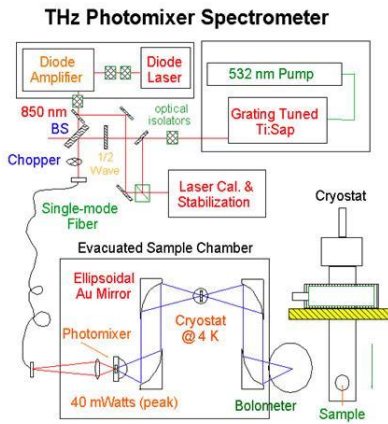 THz Photomixer Spectrometer
Diode
Amplifier
Diode
Laser
532 nm Pump
850 nm
BS
optical
isolators
Grating Tuned
Ti:Sap
Chopper
1/2
Wave
Laser Cal. &
Stabilization
Single-mode
Fiber
Cryostat
Evacuated Sample Chamber
Ellipsoidal
Au Mirror
Cryostat
@ 4 K
Photomixer
40 mWatts (peak)
Bolometer
Sample